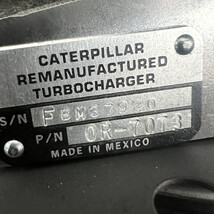 CATERPILLAR
REMANUFACTURED
TURBOCHARGER
S/N
P/N 0R-7073
MADE IN MEXICO